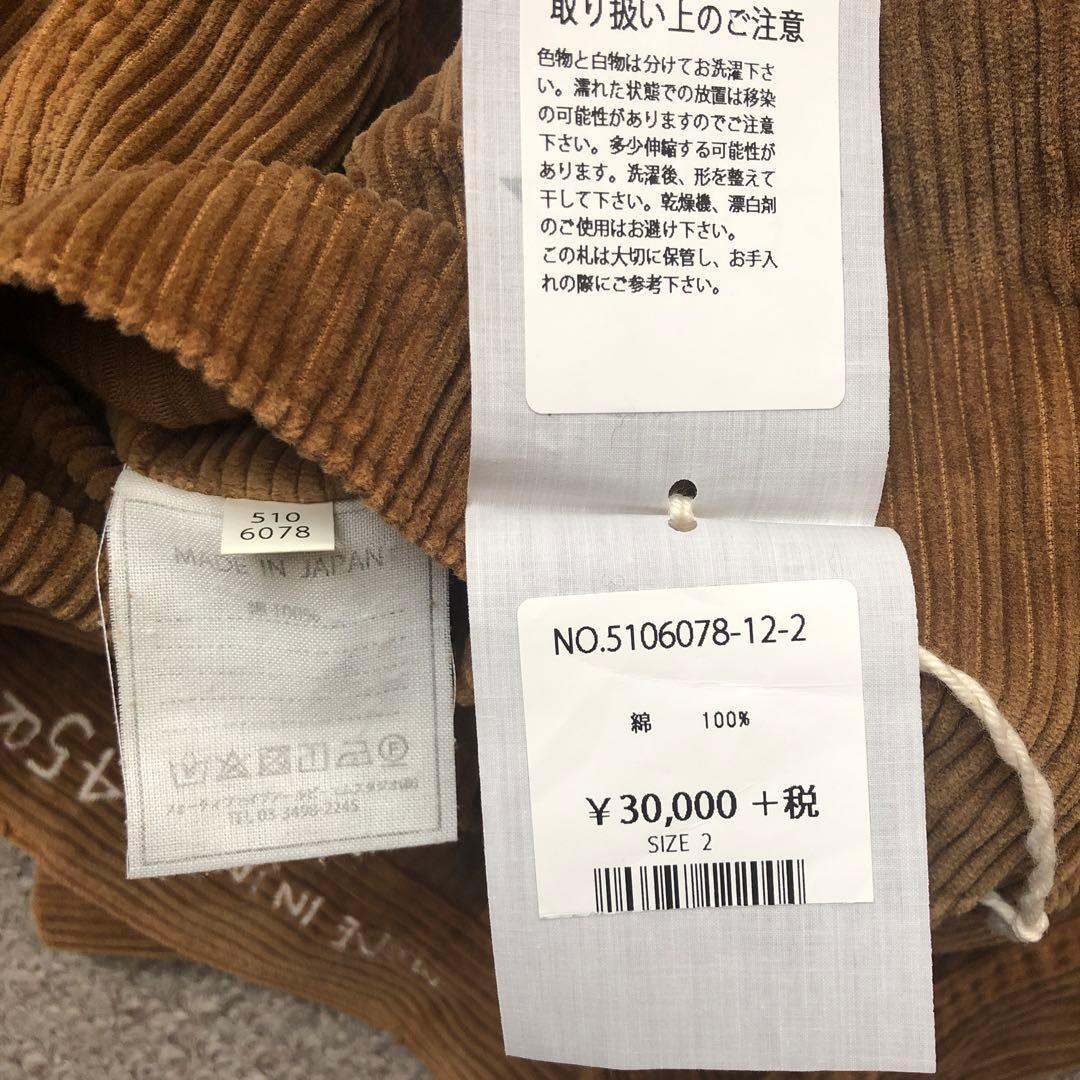 取り扱い上のご注意
色物と白物は分けてお洗濯下さ
い。濡れた状態での放置は移染
の可能性がありますのでご注意
下さい。多少伸縮する可能性が
あります。洗濯後、形を整えて
干して下さい。乾燥機、漂白剤
のご使用はお避け下さい。
この札は大切に保管し、お手入
れの際にご参考下さい。
510
6078
MADE IN JAPAN
綿 100%
TEL 03-3498-2245
NO.5106078-12-2
綿 100%
¥30,000 +税
SIZE 2
IN